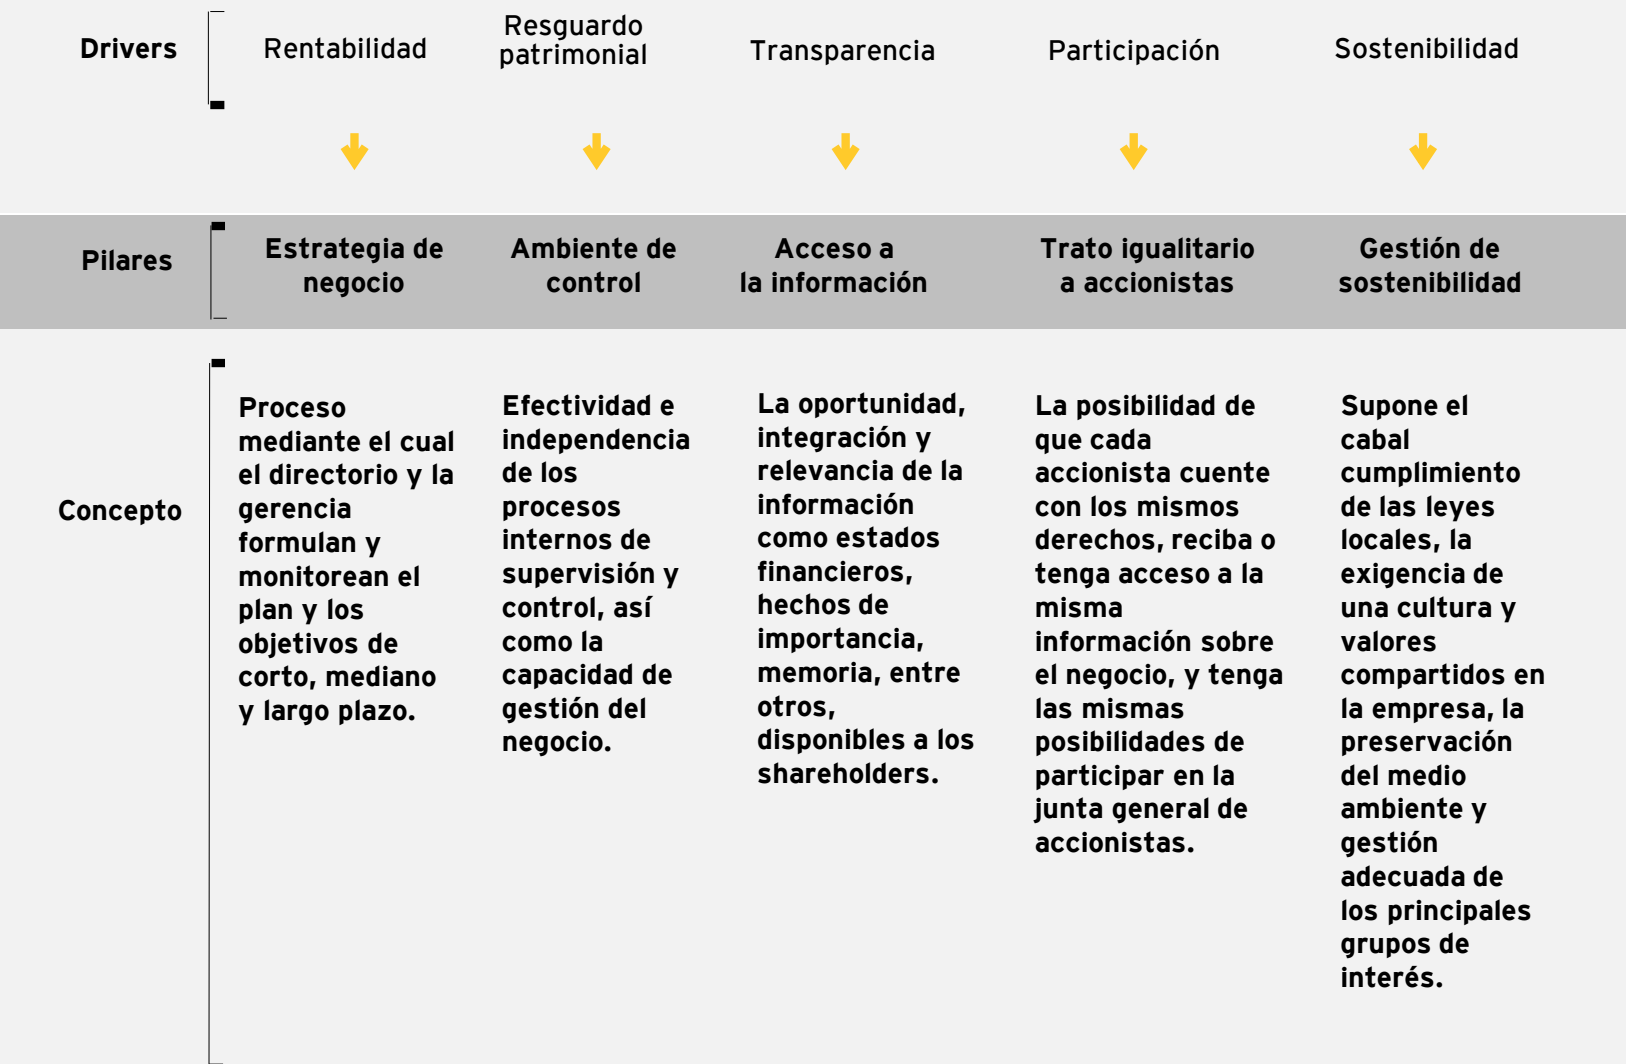 Drivers
Rentabilidad
Resguardo
patrimonial
Transparencia
Participación
Sostenibilidad
Pilares
Estrategia de
negocio
Ambiente de
control
Acceso a
la información
Trato igualitario
a accionistas
Gestión de
sostenibilidad
Concepto
Proceso
mediante el cual
el directorio y la
gerencia
formulan y
monitorean el
plan y los
objetivos de
corto, mediano
y largo plazo.
Efectividad e
independencia
de los
procesos
internos de
supervisión y
control, así
como la
capacidad de
gestión del
negocio.
La oportunidad,
integración y
relevancia de la
información
como estados
financieros,
hechos de
importancia,
memoria, entre
otros,
disponibles a los
shareholders.
La posibilidad de
que cada
accionista cuente
con los mismos
derechos, reciba o
tenga acceso a la
misma
información sobre
el negocio, y tenga
las mismas
posibilidades de
participar en la
junta general de
accionistas.
Supone el
cabal
cumplimiento
de las leyes
locales, la
exigencia de
una cultura y
valores
compartidos en
la empresa, la
preservación
del medio
ambiente y
gestión
adecuada de
los principales
grupos de
interés.